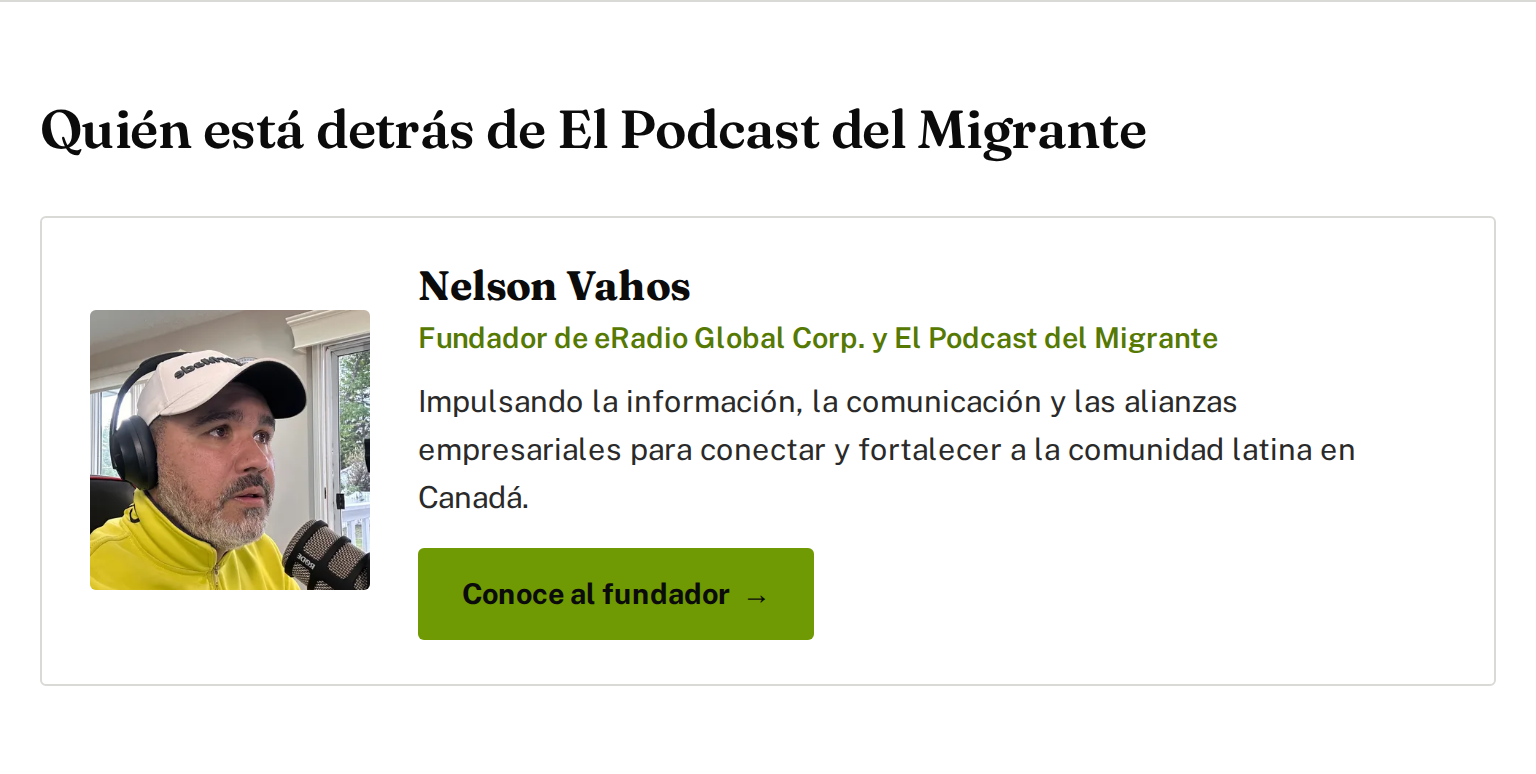 Quién está detrás de El Podcast del Migrante
Nelson Vahos
Fundador de eRadio Global Corp. y El Podcast del Migrante
Impulsando la información, la comunicación y las alianzas
empresariales para conectar y fortalecer a la comunidad latina en
Canadá.
Conoce al fundador →